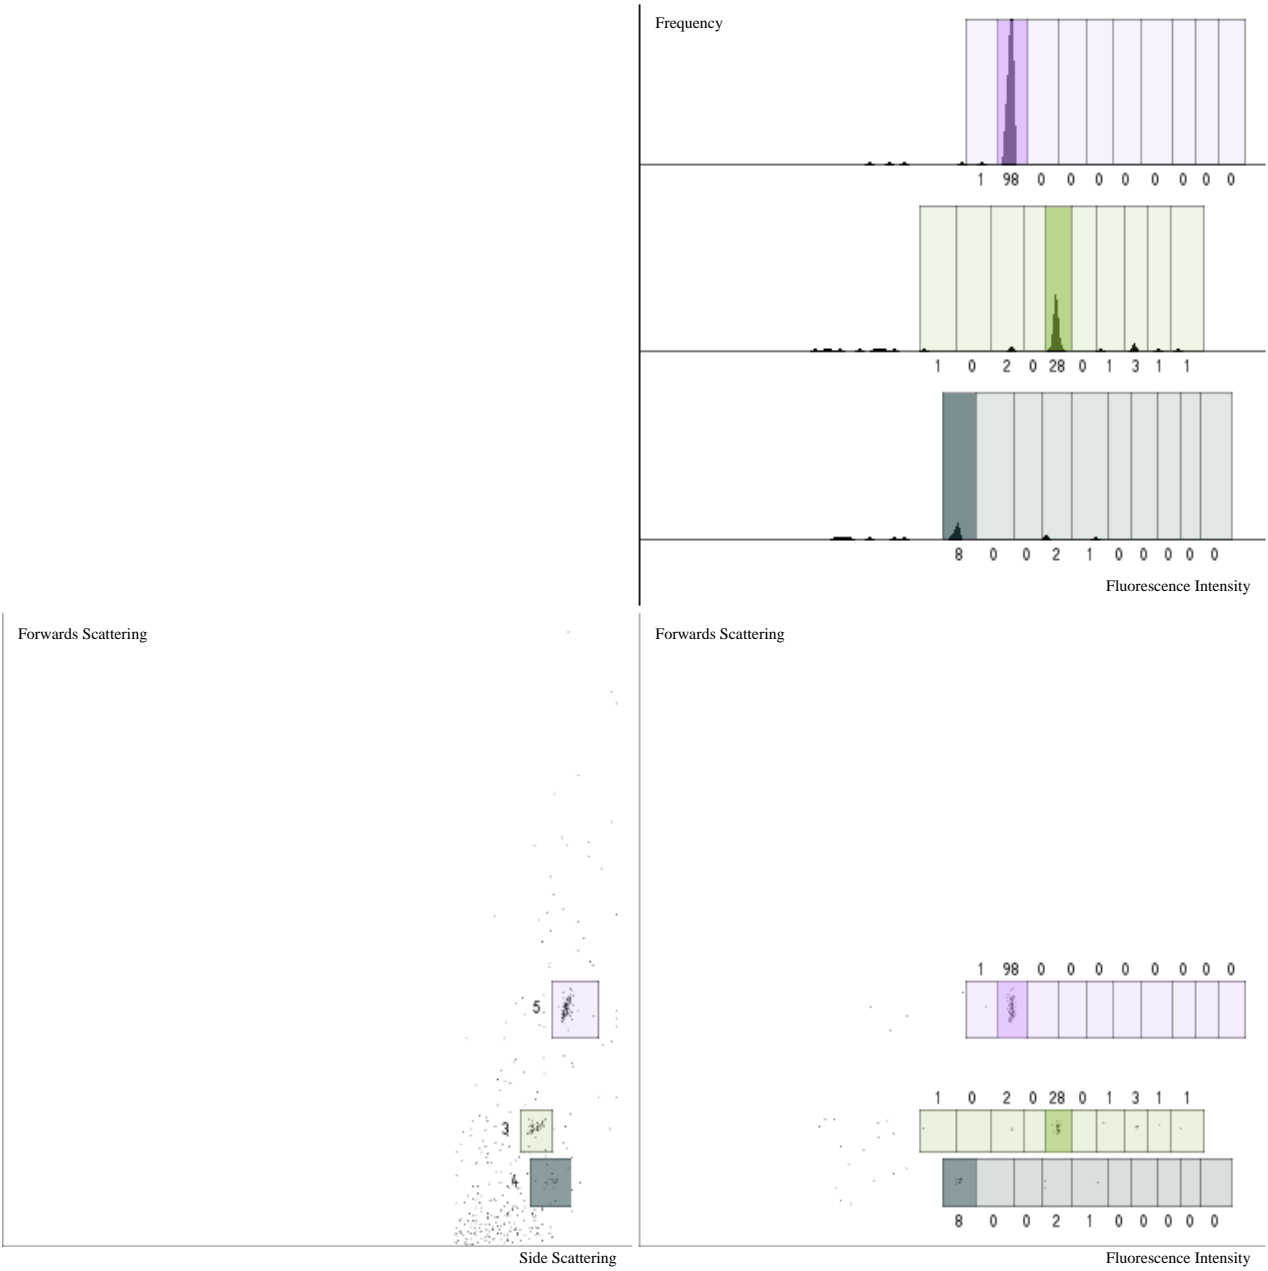 Frequency
1 98 0 0 0 0 0 0 0 0
1 0 2 0 28 0 1 3 1 1
8 0 0 2 1 0 0 0 0 0
Fluorescence Intensity
Forwards Scattering
5
3
4
Side Scattering
Forwards Scattering
1 98 0 0 0 0 0 0 0 0
1 0 2 0 28 0 1 3 1 1
8 0 0 2 1 0 0 0 0 0
Fluorescence Intensity